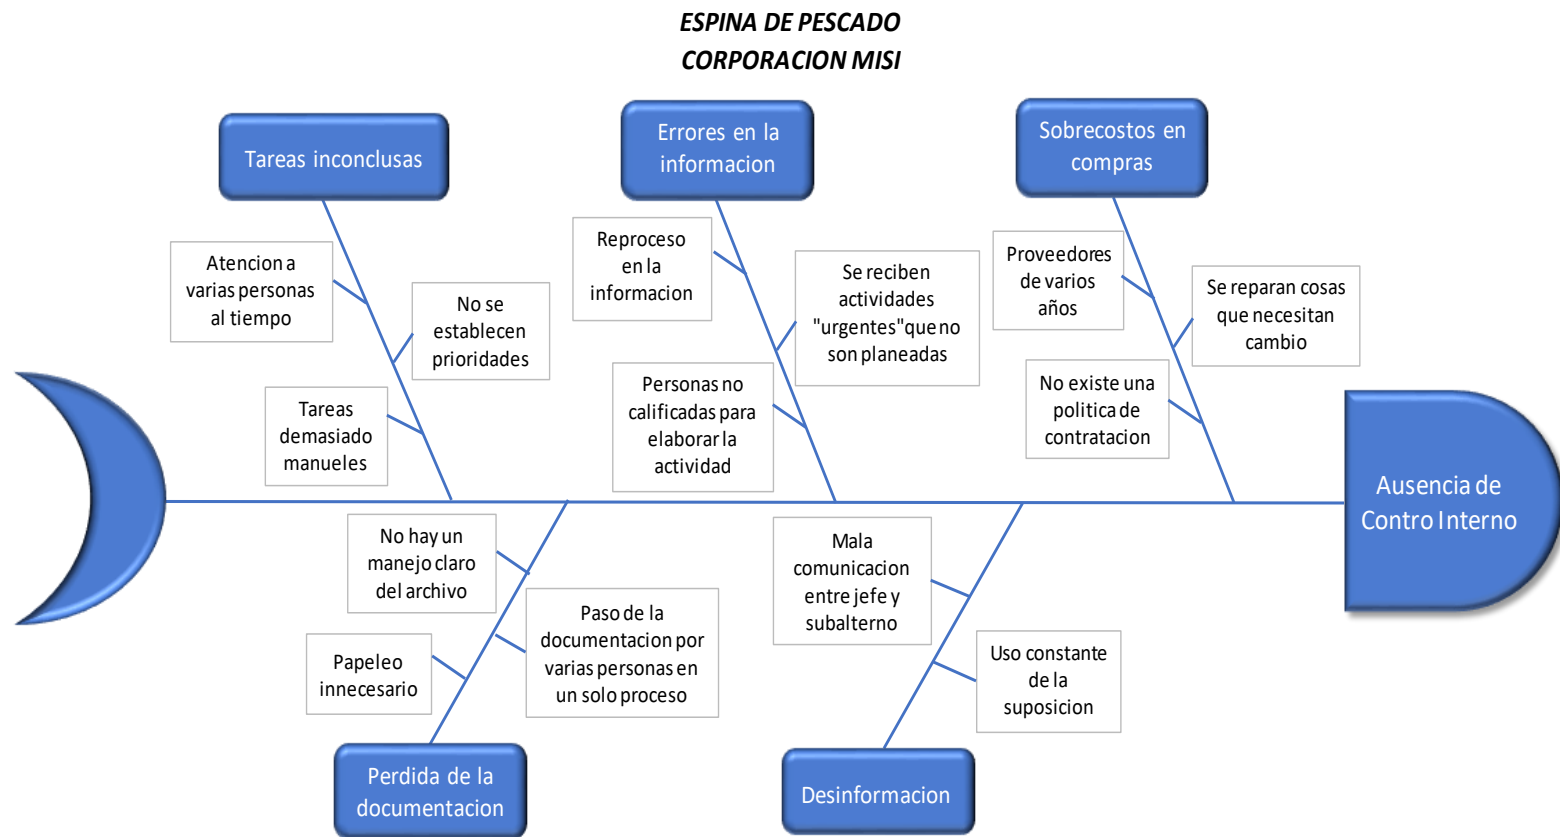 ESPINA DE PESCADO
CORPORACION MISI
Tareas inconclusas
Errores en la
informacion
Sobrecostos en
compras
Atencion a
varias personas
al tiempo
No se
establecen
prioridades
Tareas
demasiado
manueles
Reproceso
en la
informacion
Se reciben
actividades
"urgentes"que no
son planeadas
Personas no
calificadas para
elaborar la
actividad
Proveedores
de varios
años
Se reparan cosas
que necesitan
cambio
No existe una
politica de
contratacion
Ausencia de
Contro Interno
No hay un
manejo claro
del archivo
Paso de la
documentacion por
varias personas en
un solo proceso
Papeleo
innecesario
Mala
comunicacion
entre jefe y
subalterno
Uso constante
de la
suposicion
Perdida de la
documentacion
Desinformacion